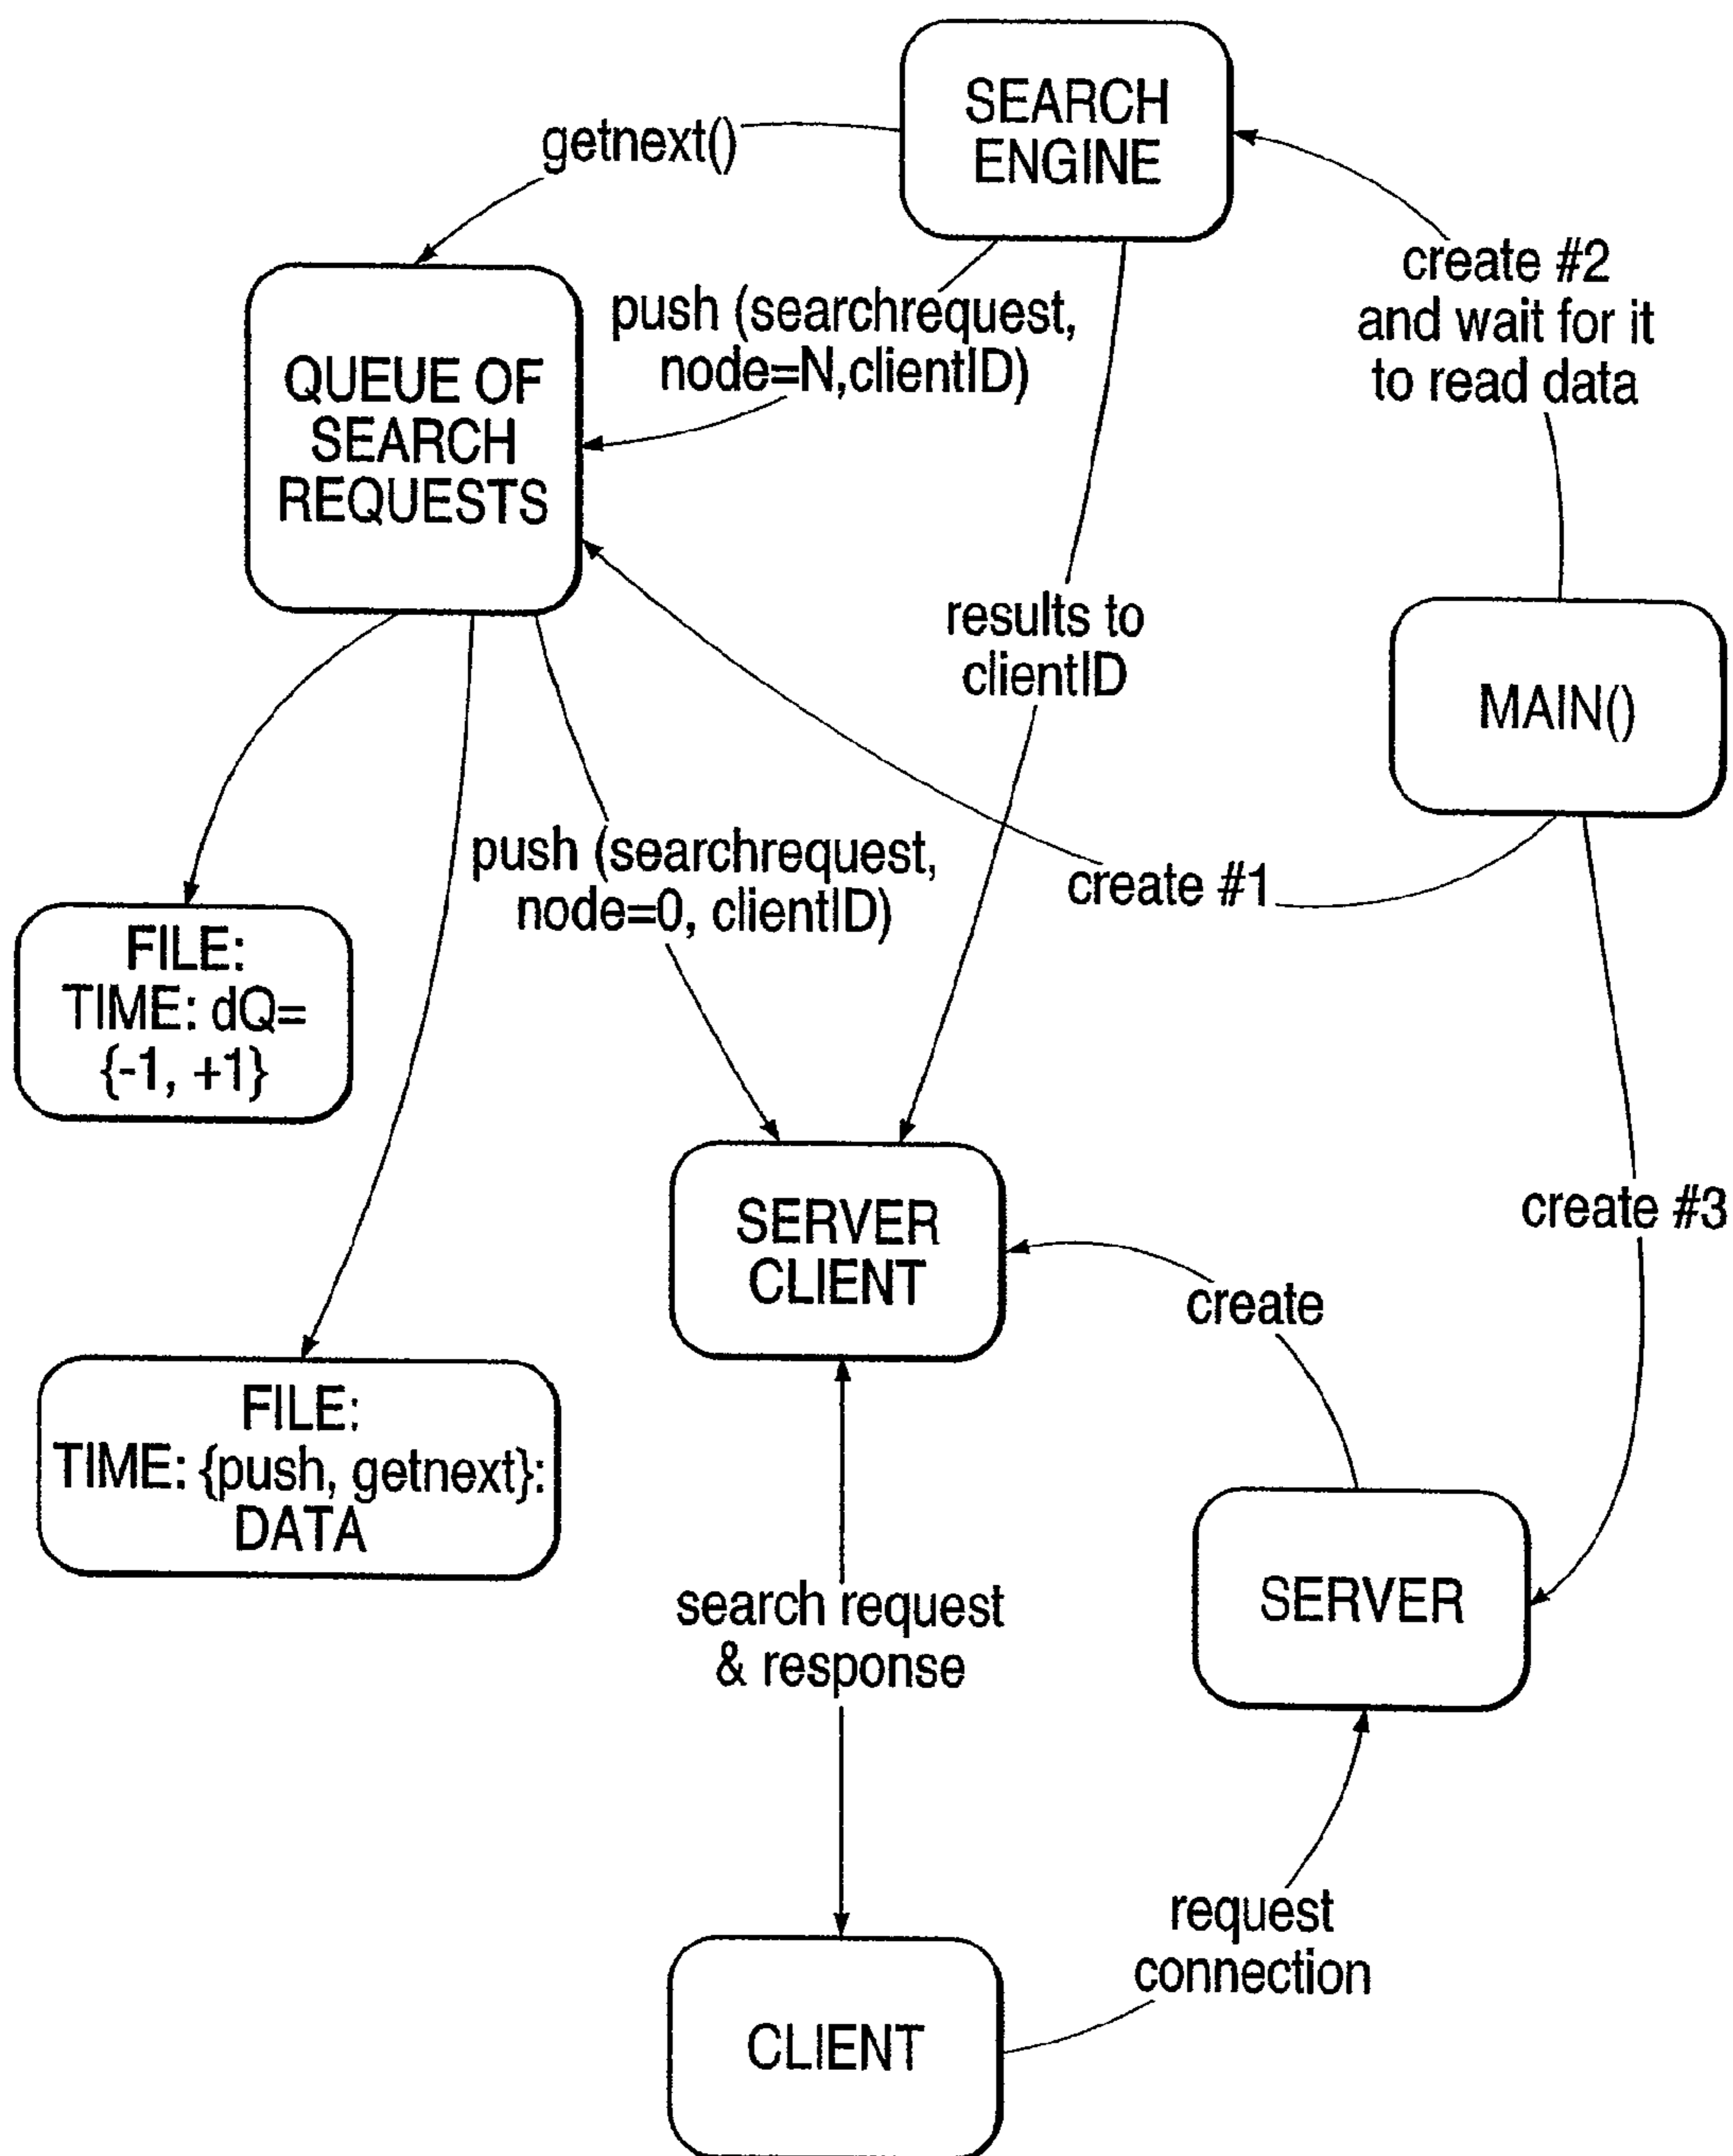 SEARCH
ENGINE
getnext()
create #2
and wait for it
to read data
push (searchrequest,
node=N,clientID)
QUEUE OF
SEARCH
REQUESTS
results to
clientID
MAIN()
push (searchrequest,
node=0, clientID)
create #1
FILE:
TIME: dQ=
{-1, +1}
SERVER
CLIENT
create #3
create
FILE:
TIME: {push, getnext}:
DATA
search request
& response
SERVER
request
connection
CLIENT